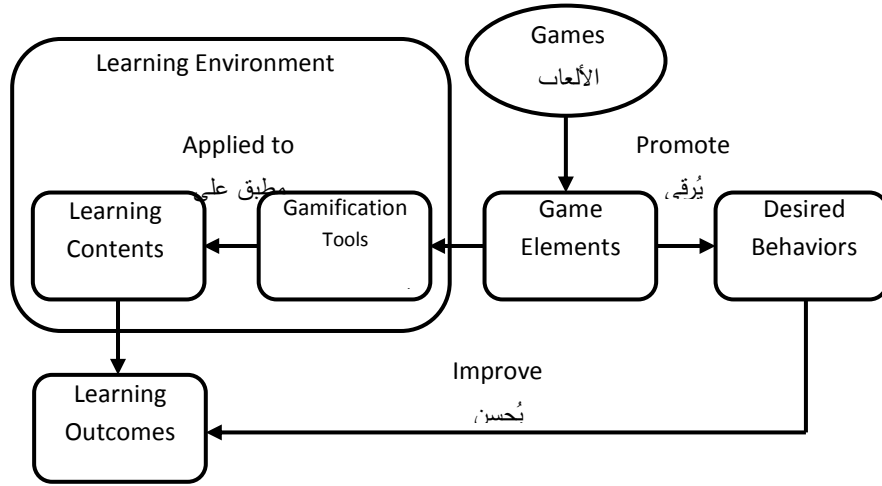 Games
الألعاب
Learning Environment
Applied to
مطبق على
Promote
يُرقى
Learning
Contents
Gamification
Tools
Game
Elements
Desired
Behaviors
Improve
يُحسن
Learning
Outcomes